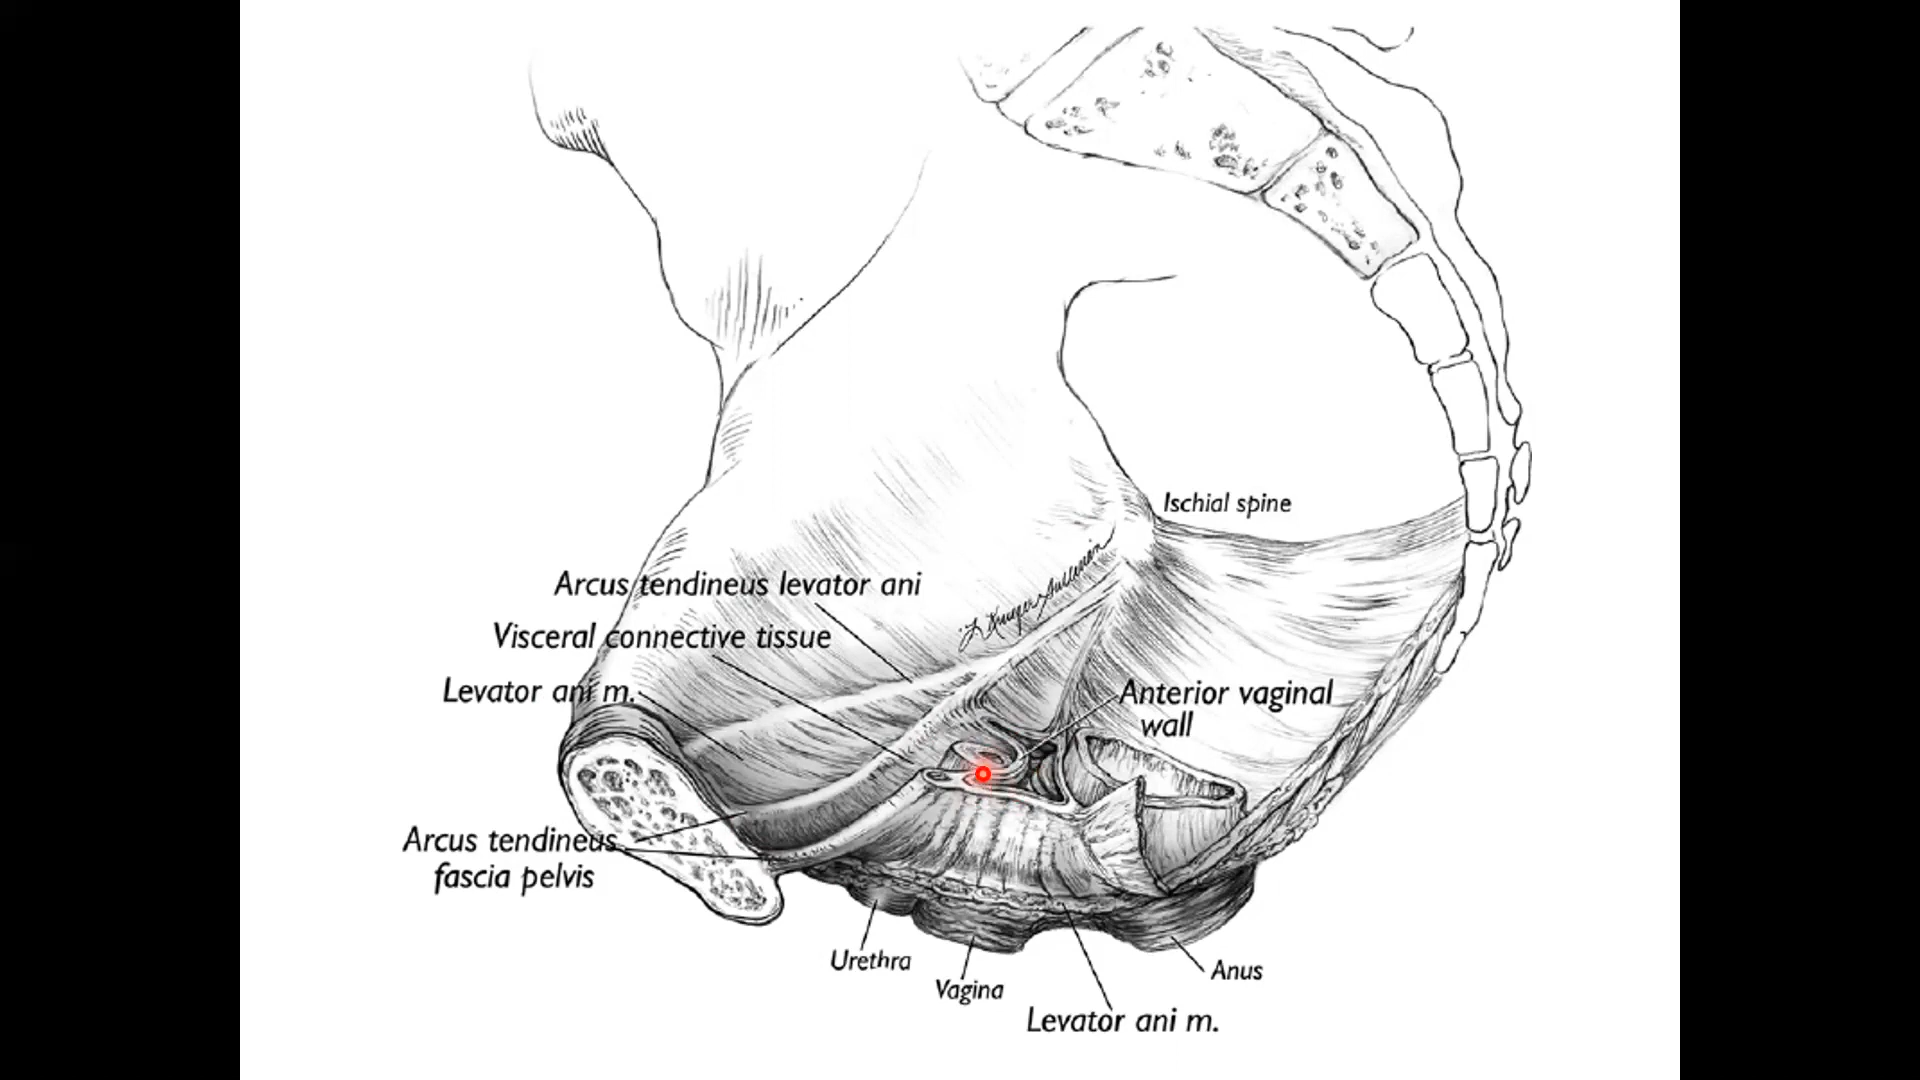 Ischial spine
Arcus tendineus levator ani
Visceral connective tissue
Levator ani m.
Anterior vaginal
wall
Arcus tendineus
fascia pelvis
Urethra
Vagina
Anus
Levator ani m.